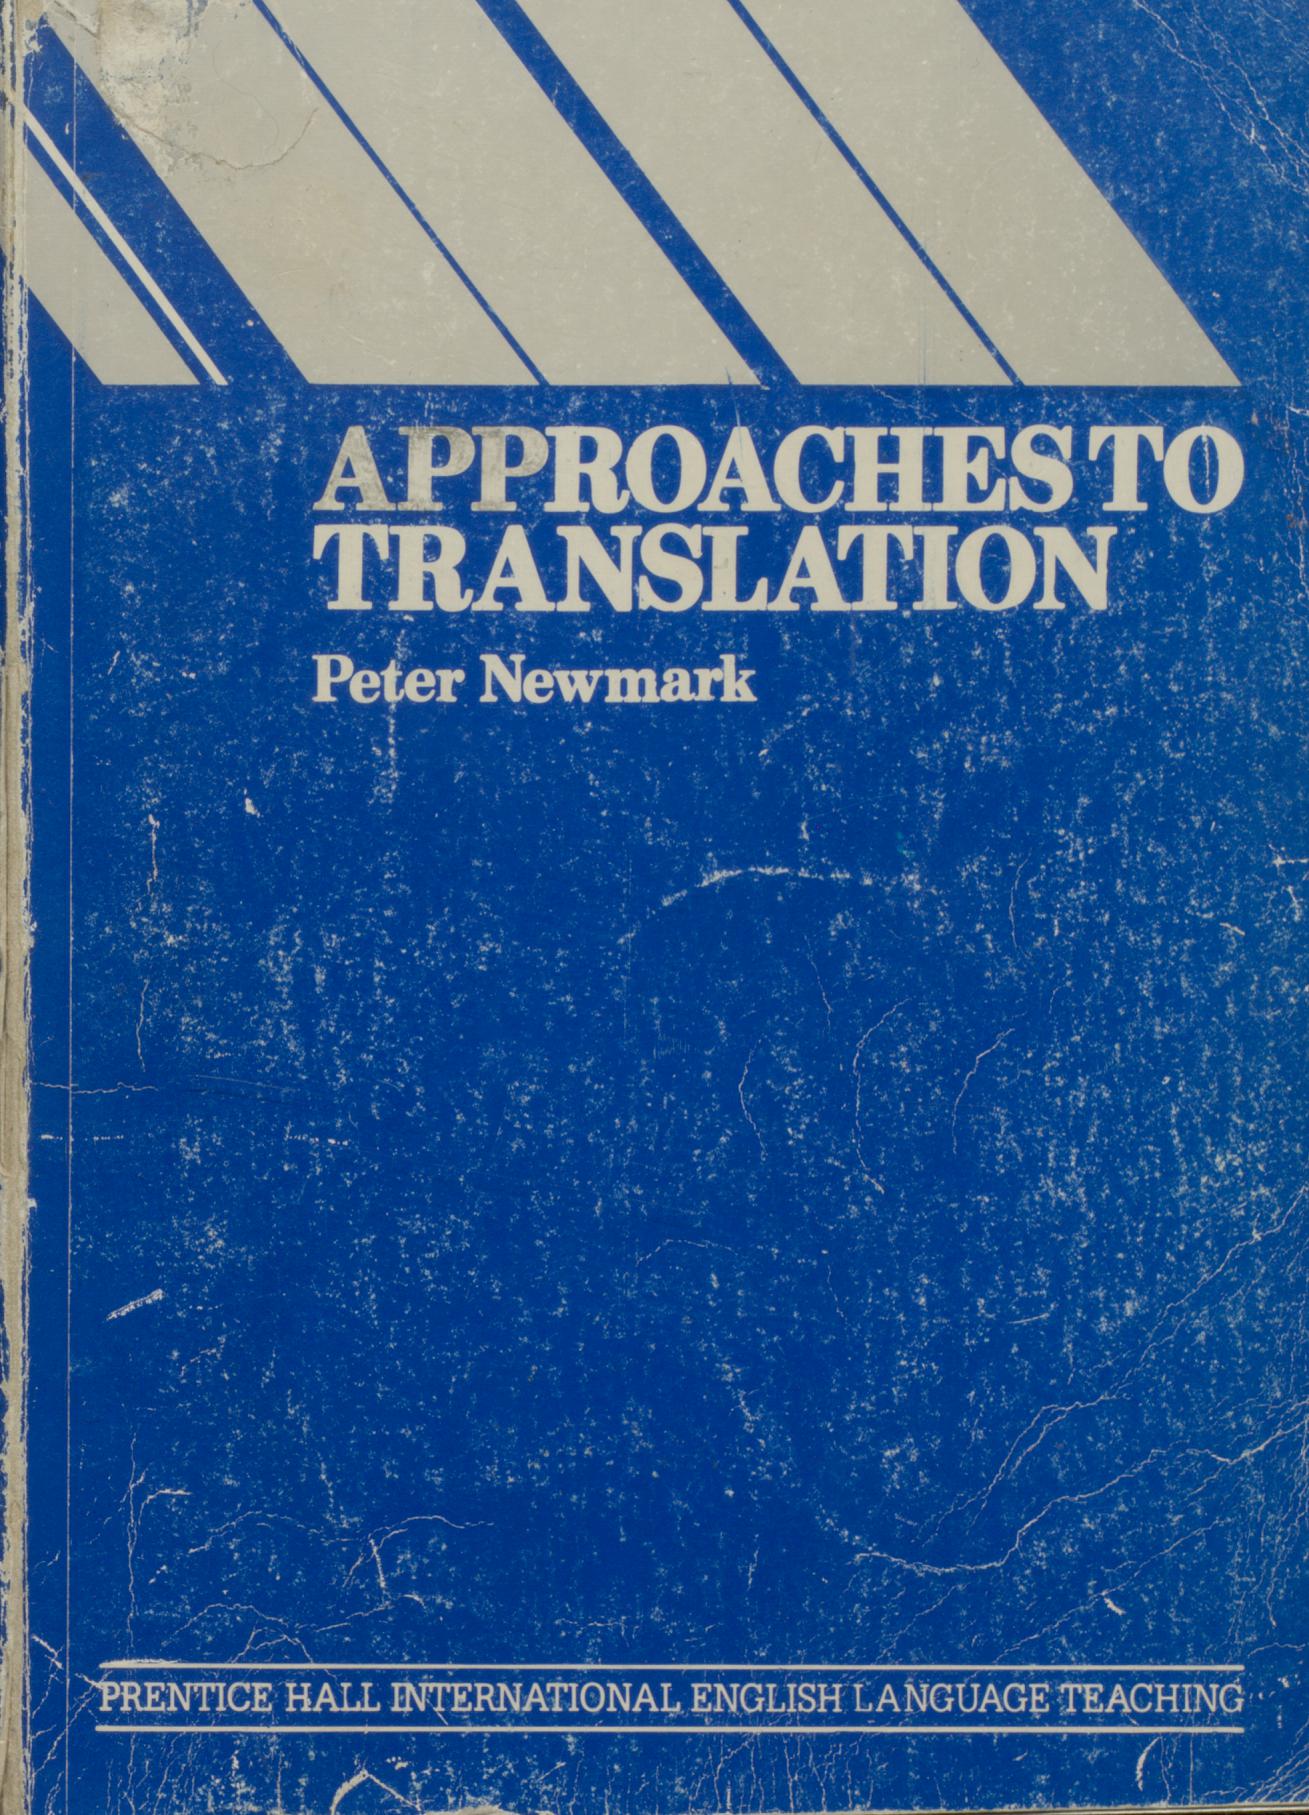 APPROACHES TO
TRANSLATION
Peter Newmark
PRENTICE HALL INTERNATIONAL ENGLISH LANGUAGE TEACHING